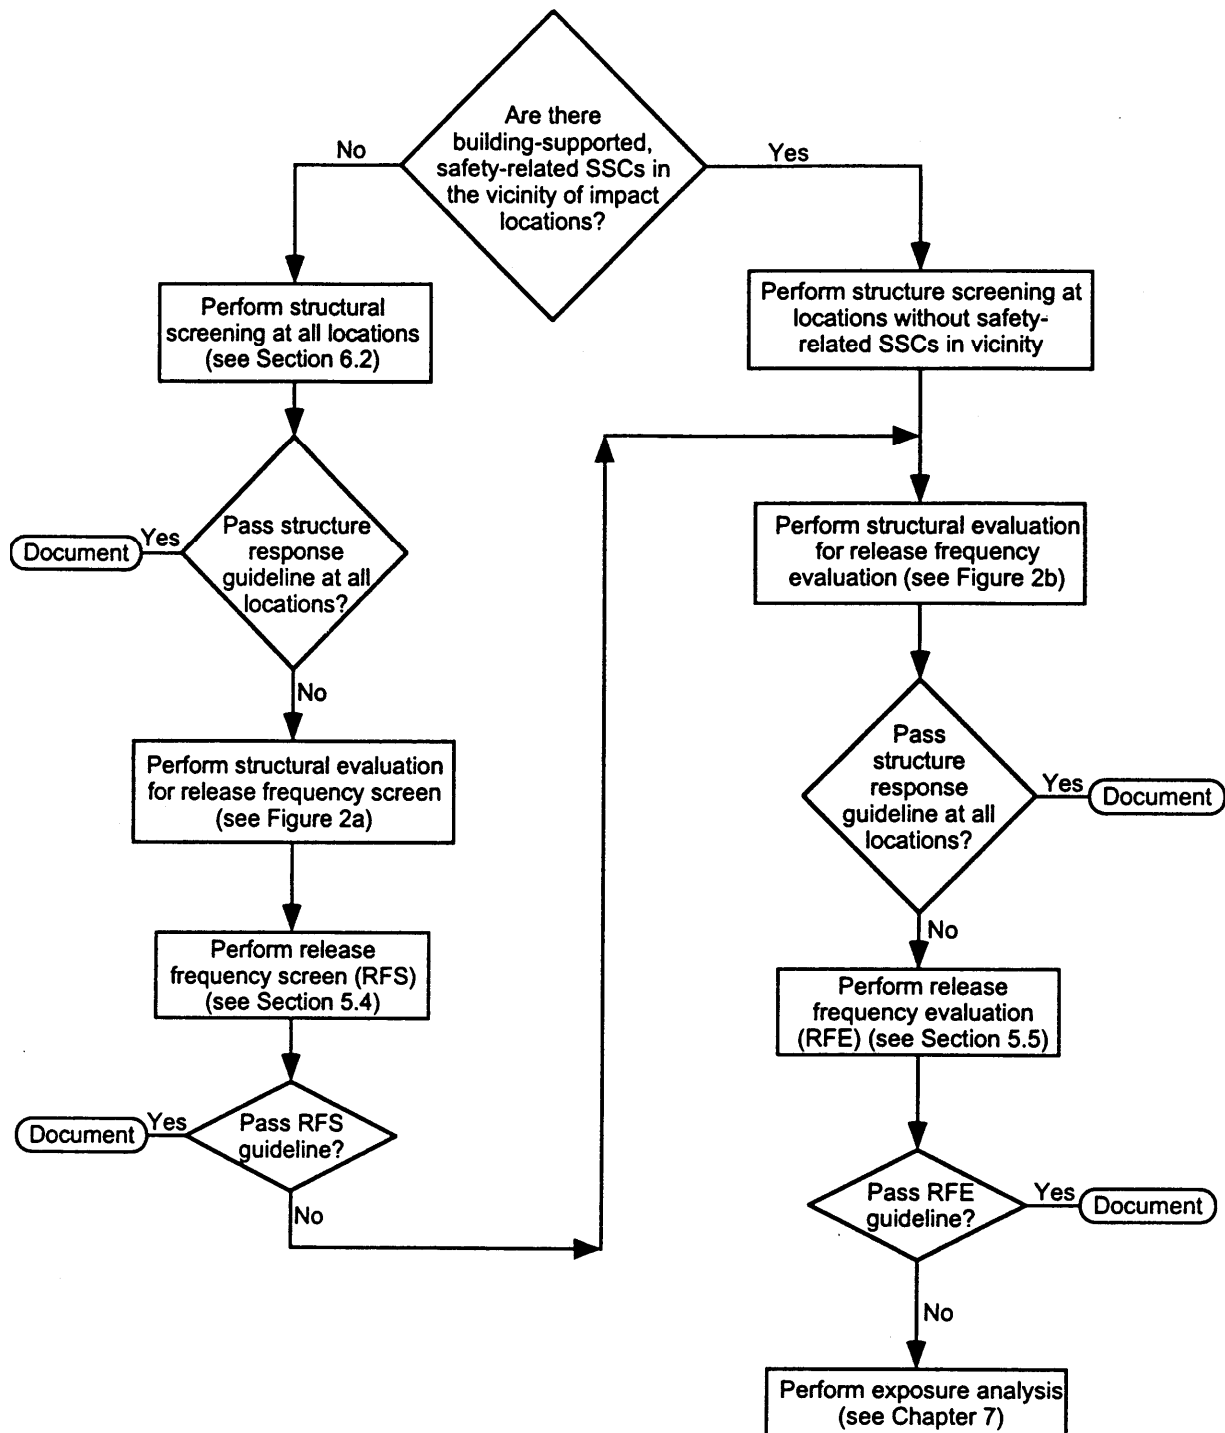 Are there
building-supported,
safety-related SSCs in
the vicinity of impact
locations?
No
Yes
Perform structural
screening at all locations
(see Section 6.2)
Perform structure screening at
locations without safety-
related SSCs in vicinity
Pass structure
response
guideline at all
locations?
Yes
Document
No
Perform structural evaluation
for release frequency screen
(see Figure 2a)
Perform release
frequency screen (RFS)
(see Section 5.4)
Pass RFS
guideline?
Yes
Document
No
Perform structural evaluation
for release frequency
evaluation (see Figure 2b)
Pass
structure
response
guideline at all
locations?
Yes
Document
No
Perform release
frequency evaluation
(RFE) (see Section 5.5)
Pass RFE
guideline?
Yes
Document
No
Perform exposure analysis
(see Chapter 7)